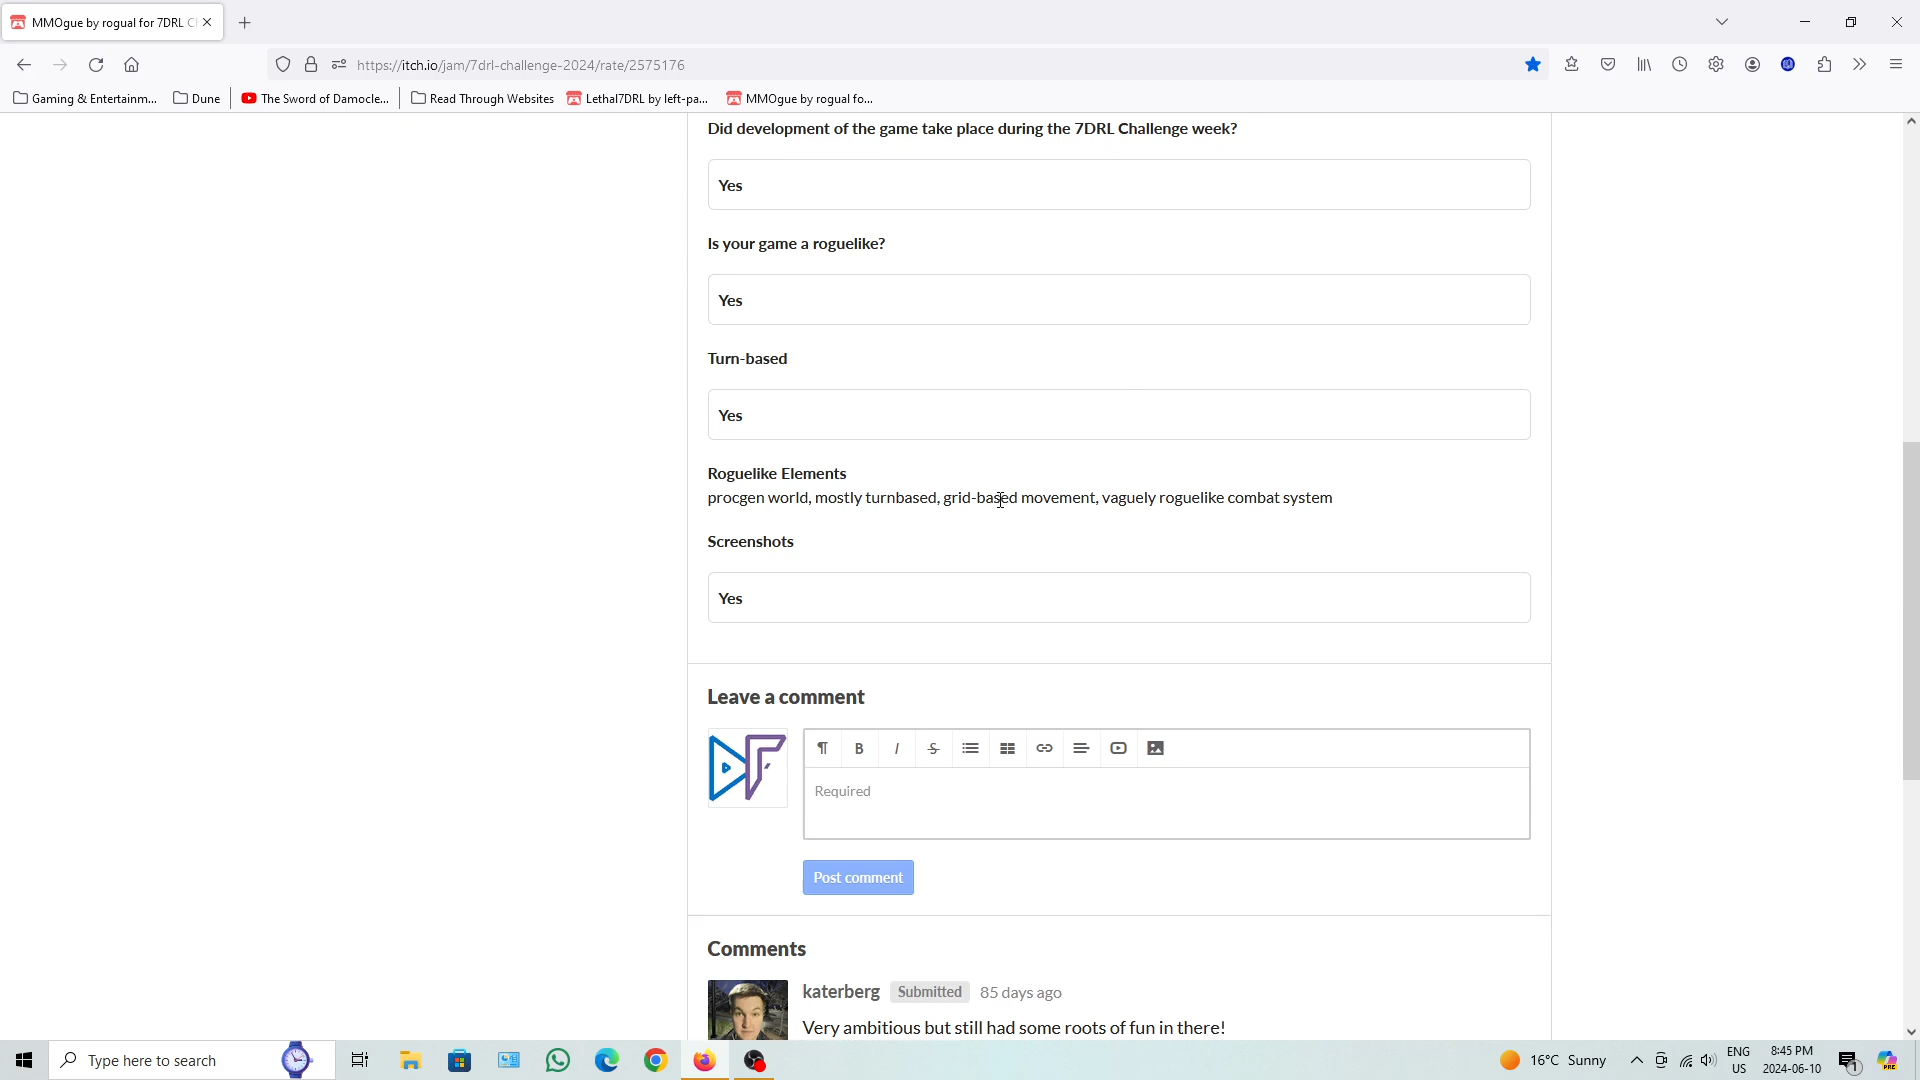 MMOgue by rogual for 7DRL C
https://itch.io/jam/7drl-challenge-2024/rate/2575176
Gaming & Entertainm...
Dune
The Sword of Damocle...
Read Through Websites
Lethal7DRL by left-pa...
MMOgue by rogual fo...
Did development of the game take place during the 7DRL Challenge week?
Yes
Is your game a roguelike?
Yes
Turn-based
Yes
Roguelike Elements
procgen world, mostly turnbased, grid-based movement, vaguely roguelike combat system
Screenshots
Yes
Leave a comment
Required
Post comment
Comments
katerberg Submitted 85 days ago
Very ambitious but still had some roots of fun in there!
Type here to search
16°C Sunny
ENG
US
8:45 PM
2024-06-10
1